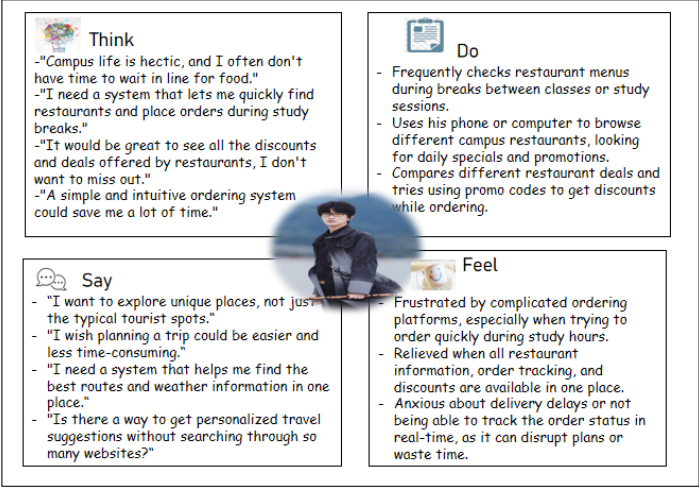 Think
-"Campus life is hectic, and I often don't
have time to wait in line for food."
-"I need a system that lets me quickly find
restaurants and place orders during study
breaks."
-"It would be great to see all the discounts
and deals offered by restaurants, I don't
want to miss out."
-"A simple and intuitive ordering system
could save me a lot of time."
Do
- Frequently checks restaurant menus
during breaks between classes or study
sessions.
- Uses his phone or computer to browse
different campus restaurants, looking
for daily specials and promotions.
- Compares different restaurant deals and
tries using promo codes to get discounts
while ordering.
Say
- "I want to explore unique places, not just
the typical tourist spots."
- "I wish planning a trip could be easier and
less time-consuming."
- "I need a system that helps me find the
best routes and weather information in one
place."
- "Is there a way to get personalized travel
suggestions without searching through so
many websites?"
Feel
- Frustrated by complicated ordering
platforms, especially when trying to
order quickly during study hours.
- Relieved when all restaurant
information, order tracking, and
discounts are available in one place.
- Anxious about delivery delays or not
being able to track the order status in
real-time, as it can disrupt plans or
waste time.